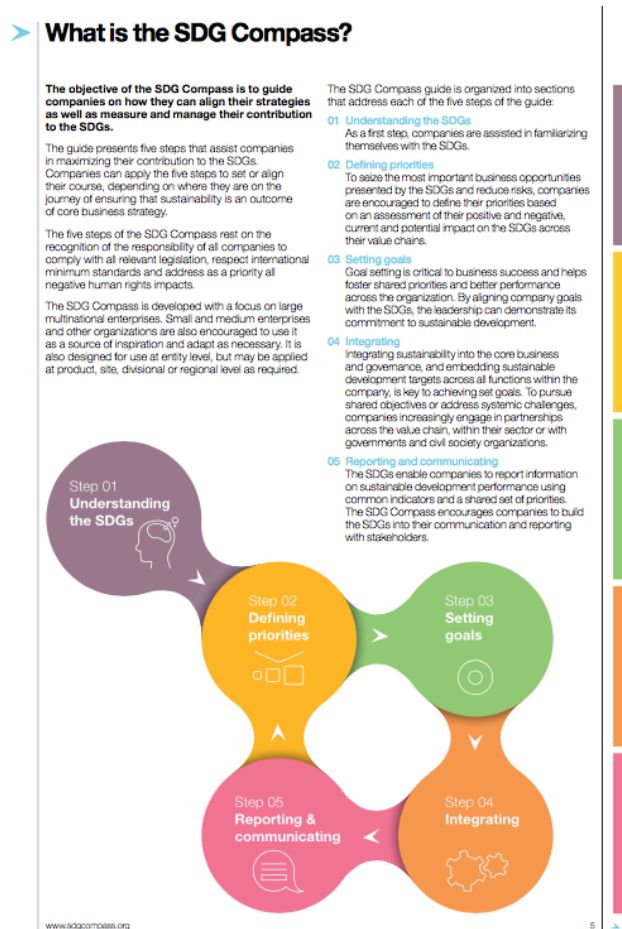 What is the SDG Compass?
The objective of the SDG Compass is to guide
companies on how they can align their strategies
as well as measure and manage their contribution
to the SDGs.
The guide presents five steps that assist companies
in maximizing their contribution to the SDGs.
Companies can apply the five steps to set or align
their course, depending on where they are on the
journey of ensuring that sustainability is an outcome
of core business strategy.
The five steps of the SDG Compass rest on the
recognition of the responsibility of all companies to
comply with all relevant legislation, respect international
minimum standards and address as a priority all
negative human rights impacts.
The SDG Compass is developed with a focus on large
multinational enterprises. Small and medium enterprises
and other organizations are also encouraged to use it
as a source of inspiration and adapt as necessary. It is
also designed for use at entity level, but may be applied
at product, site, divisional or regional level as required.
The SDG Compass guide is organized into sections
that address each of the five steps of the guide:
01 Understanding the SDGs
As a first step, companies are assisted in familiarizing
themselves with the SDGs.
02 Defining priorities
To seize the most important business opportunities
presented by the SDGs and reduce risks, companies
are encouraged to define their priorities based
on an assessment of their positive and negative,
current and potential impact on the SDGs across
their value chains.
03 Setting goals
Goal setting is critical to business success and helps
foster shared priorities and better performance
across the organization. By aligning company goals
with the SDGs, the leadership can demonstrate its
commitment to sustainable development.
04 Integrating
Integrating sustainability into the core business
and governance, and embedding sustainable
development targets across all functions within the
company, is key to achieving set goals. To pursue
shared objectives or address systemic challenges,
companies increasingly engage in partnerships
across the value chain, within their sector or with
governments and civil society organizations.
05 Reporting and communicating
The SDGs enable companies to report information
on sustainable development performance using
common indicators and a shared set of priorities.
The SDG Compass encourages companies to build
the SDGs into their communication and reporting
with stakeholders.
Step 01
Understanding
the SDGs
Step 02
Defining
priorities
Step 03
Setting
goals
Step 05
Reporting &
communicating
Step 04
Integrating
www.sdgcompass.org
5